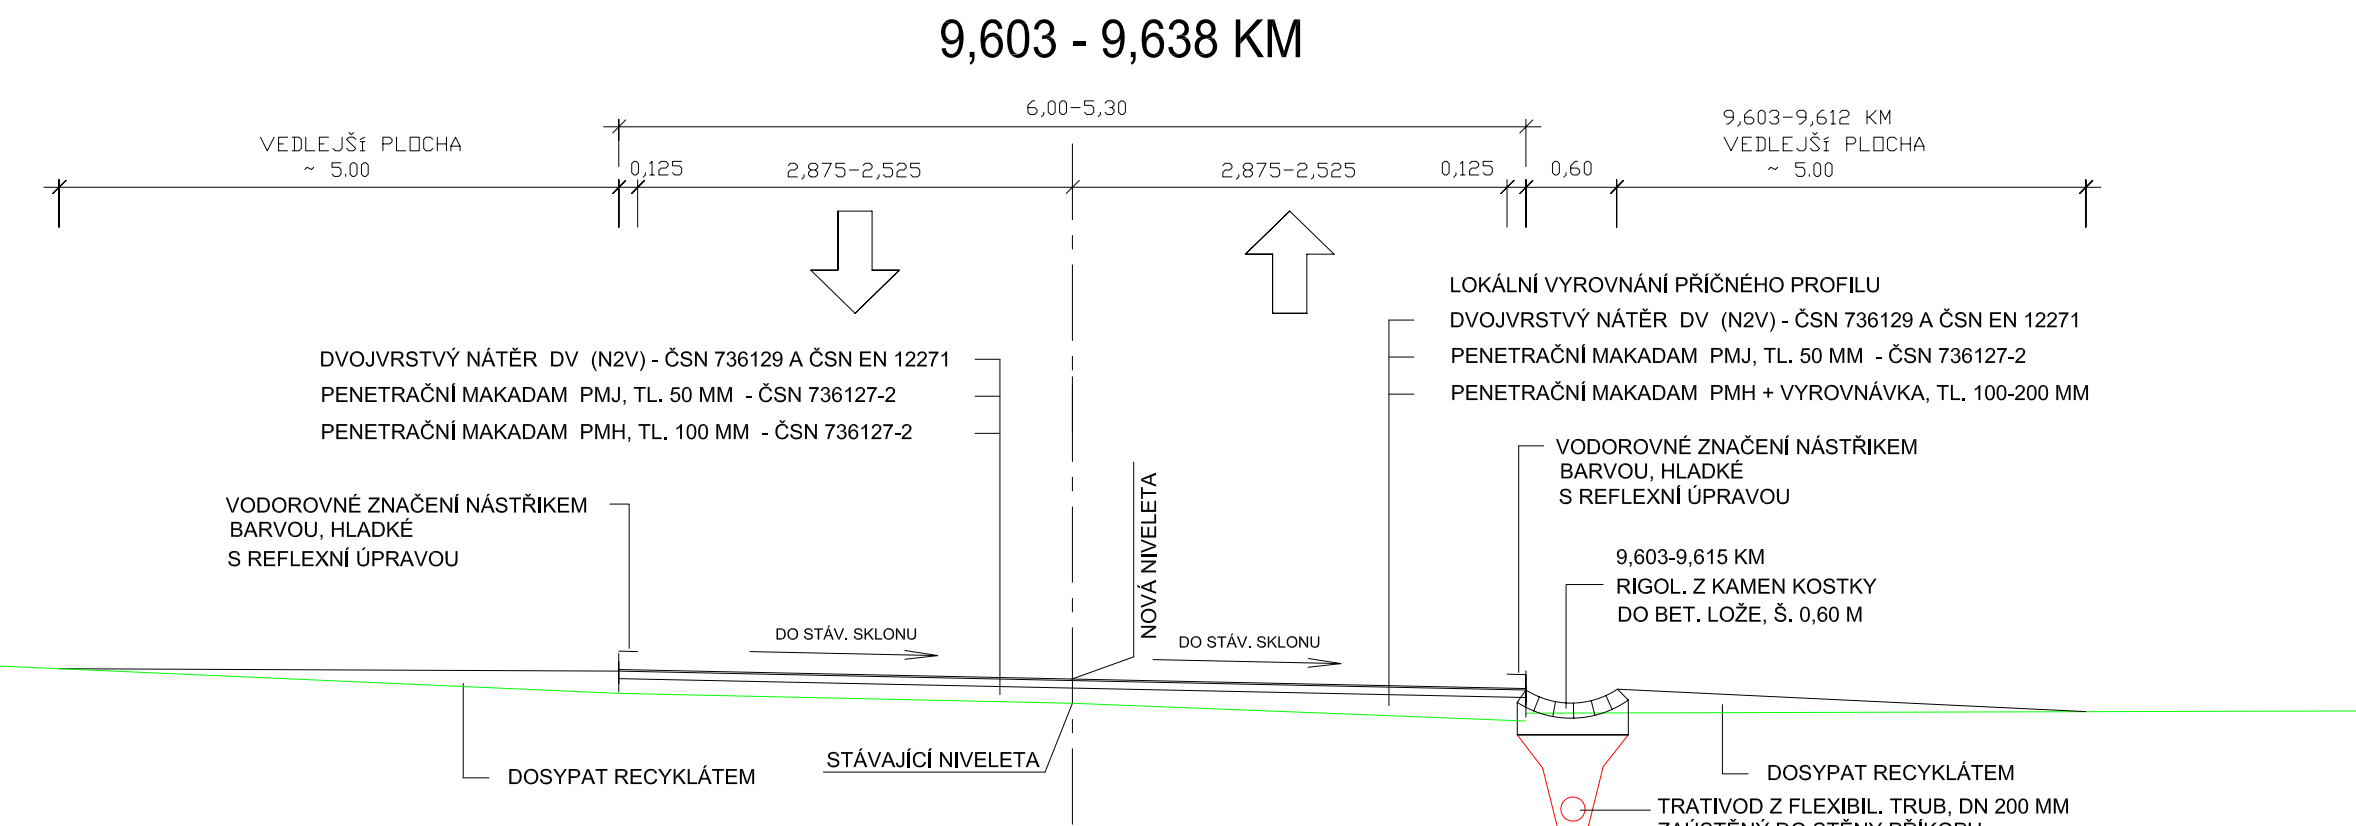 9,603 - 9,638 KM
6,00-5,30
VEDLEJŠÍ PLOCHA
~ 5.00
0,125
2,875-2,525
2,875-2,525
0,125
0,60
9,603-9,612 KM
VEDLEJŠÍ PLOCHA
~ 5.00
DVOJVRSTVÝ NÁTĚR DV (N2V) - ČSN 736129 A ČSN EN 12271
PENETRAČNÍ MAKADAM PMJ, TL. 50 MM - ČSN 736127-2
PENETRAČNÍ MAKADAM PMH, TL. 100 MM - ČSN 736127-2
LOKÁLNÍ VYROVNÁNÍ PŘÍČNÉHO PROFILU
DVOJVRSTVÝ NÁTĚR DV (N2V) - ČSN 736129 A ČSN EN 12271
PENETRAČNÍ MAKADAM PMJ, TL. 50 MM - ČSN 736127-2
PENETRAČNÍ MAKADAM PMH + VYROVNÁVKA, TL. 100-200 MM
VODOROVNÉ ZNAČENÍ NÁSTŘIKEM
BARVOU, HLADKÉ
S REFLEXNÍ ÚPRAVOU
NOVÁ NIVELETA
VODOROVNÉ ZNAČENÍ NÁSTŘIKEM
BARVOU, HLADKÉ
S REFLEXNÍ ÚPRAVOU
9,603-9,615 KM
RIGOL. Z KAMEN KOSTKY
DO BET. LOŽE, Š. 0,60 M
DO STÁV. SKLONU
DO STÁV. SKLONU
STÁVAJÍCÍ NIVELETA
DOSYPAT RECYKLÁTEM
DOSYPAT RECYKLÁTEM
TRATIVOD Z FLEXIBIL. TRUB, DN 200 MM
ZAÚSTĚNÝ DO STĚNY PŘÍKOPU